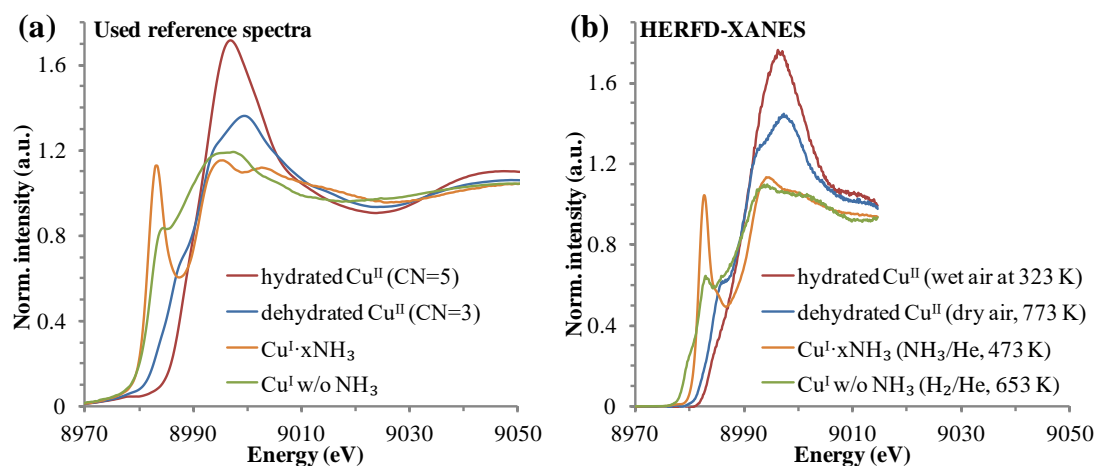 (a) Used reference spectra
Norm. intensity (a.u.)
1.6
1.2
0.8
0.4
0
hydrated Cuᴵᴵ (CN=5)
dehydrated Cuᴵᴵ (CN=3)
Cuᴵ·xNH₃
Cuᴵ w/o NH₃
8970 8990 9010 9030 9050
Energy (eV)
(b) HERFD-XANES
Norm. intensity (a.u.)
1.6
1.2
0.8
0.4
0
hydrated Cuᴵᴵ (wet air at 323 K)
dehydrated Cuᴵᴵ (dry air, 773 K)
Cuᴵ·xNH₃ (NH₃/He, 473 K)
Cuᴵ w/o NH₃ (H₂/He, 653 K)
8970 8990 9010 9030 9050
Energy (eV)